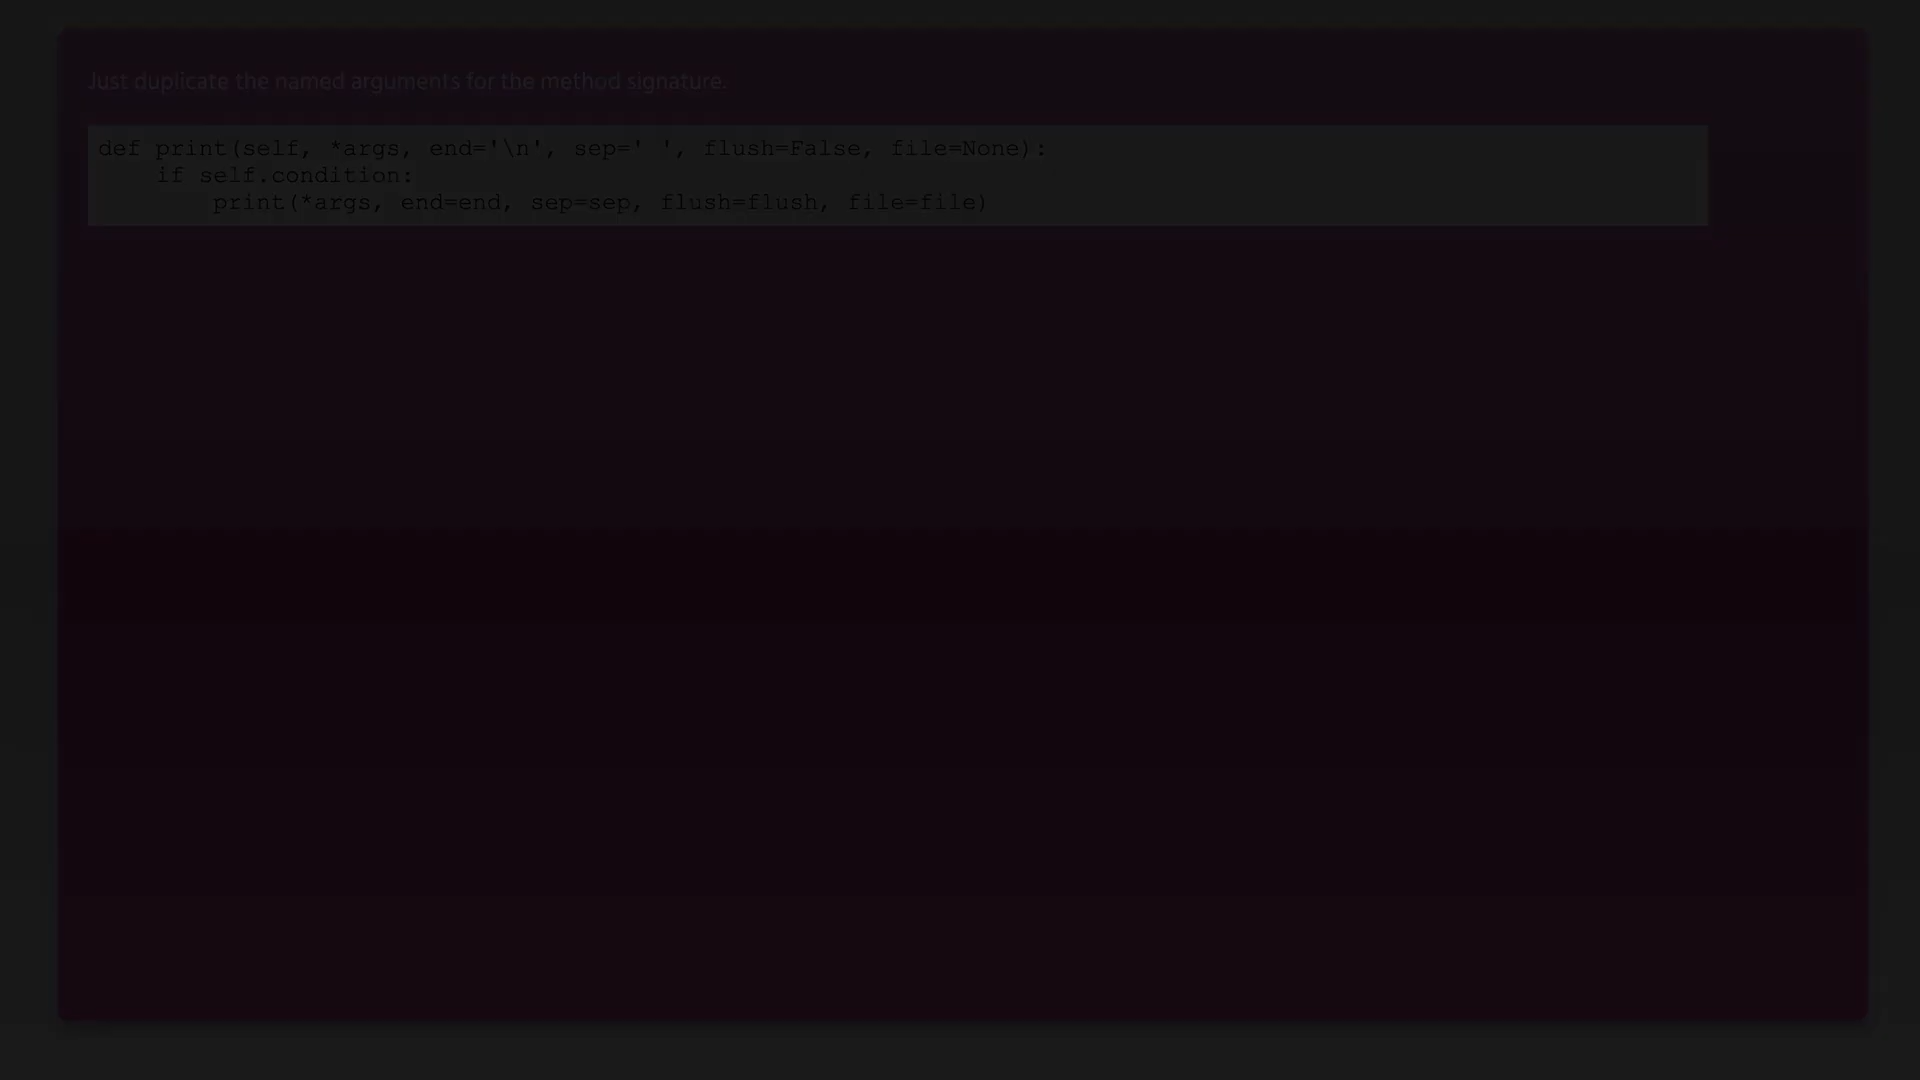 Just duplicate the named arguments for the method signature.
def print(self, *args, end='\n', sep=' ', flush=False, file=None):
    if self.condition:
        print(*args, end=end, sep=sep, flush=flush, file=file)